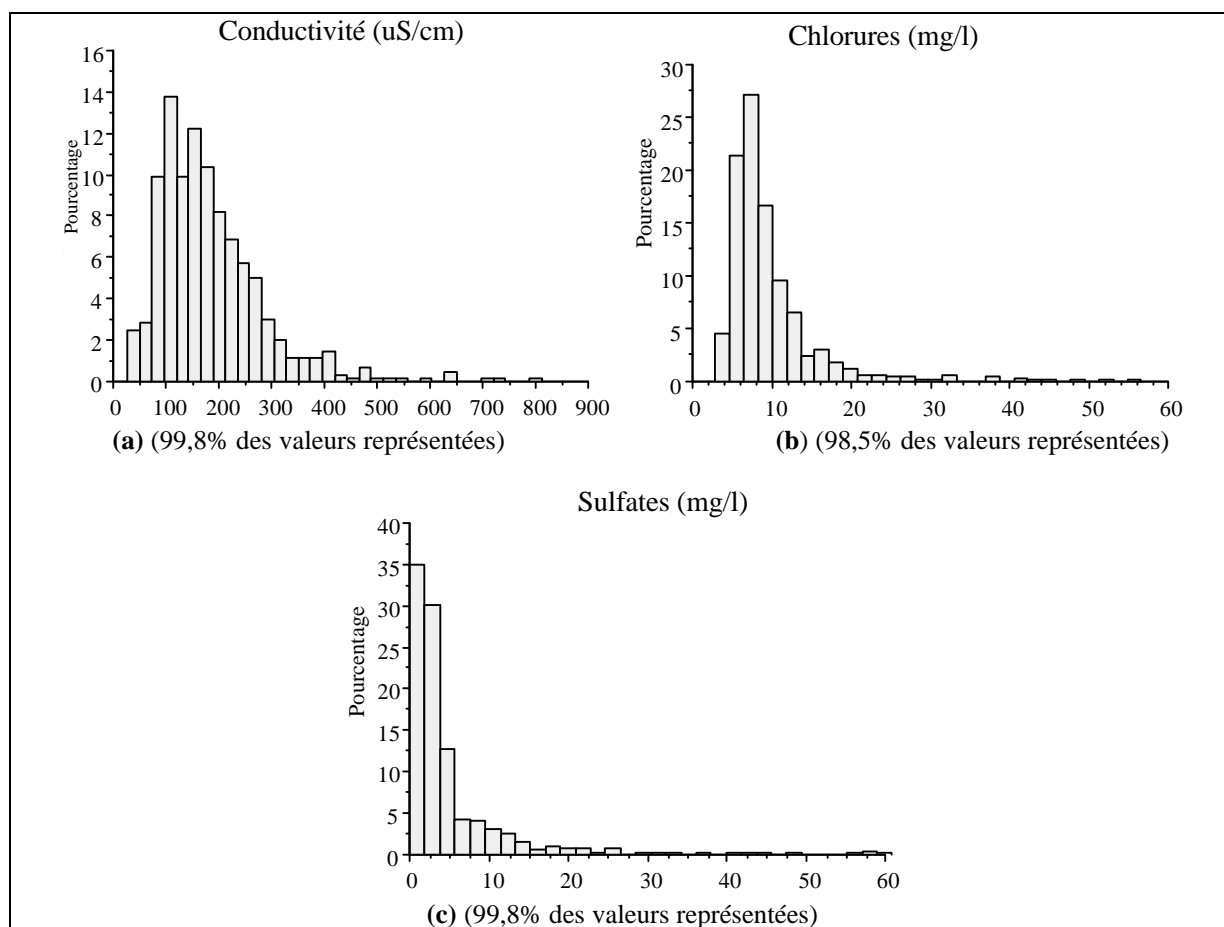 Conductivité (uS/cm)
Pourcentage
16
14
12
10
8
6
4
2
0
0 100 200 300 400 500 600 700 800 900
(a) (99,8% des valeurs représentées)
Chlorures (mg/l)
Pourcentage
30
25
20
15
10
5
0
0 10 20 30 40 50 60
(b) (98,5% des valeurs représentées)
Sulfates (mg/l)
Pourcentage
40
35
30
25
20
15
10
5
0
0 10 20 30 40 50 60
(c) (99,8% des valeurs représentées)